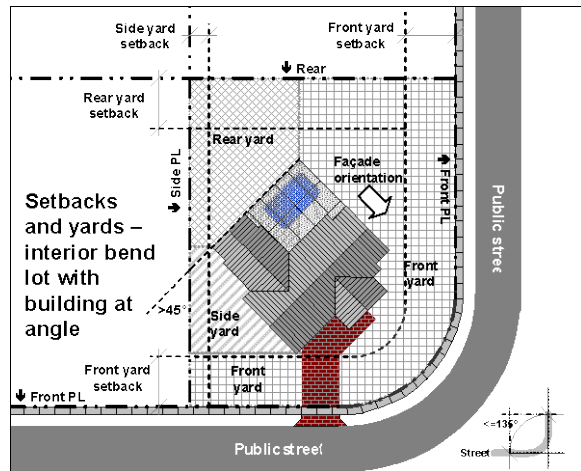 Side yard
setback
Front yard
setback
Rear
Rear yard
setback
Rear yard
Façade
orientation
Side PL
Front PL
Setbacks
and yards –
interior bend
lot with
building at
angle
Public street
Front
yard
>45°
Side
yard
Front yard
setback
Front
yard
Front PL
<=135°
Street
Public street